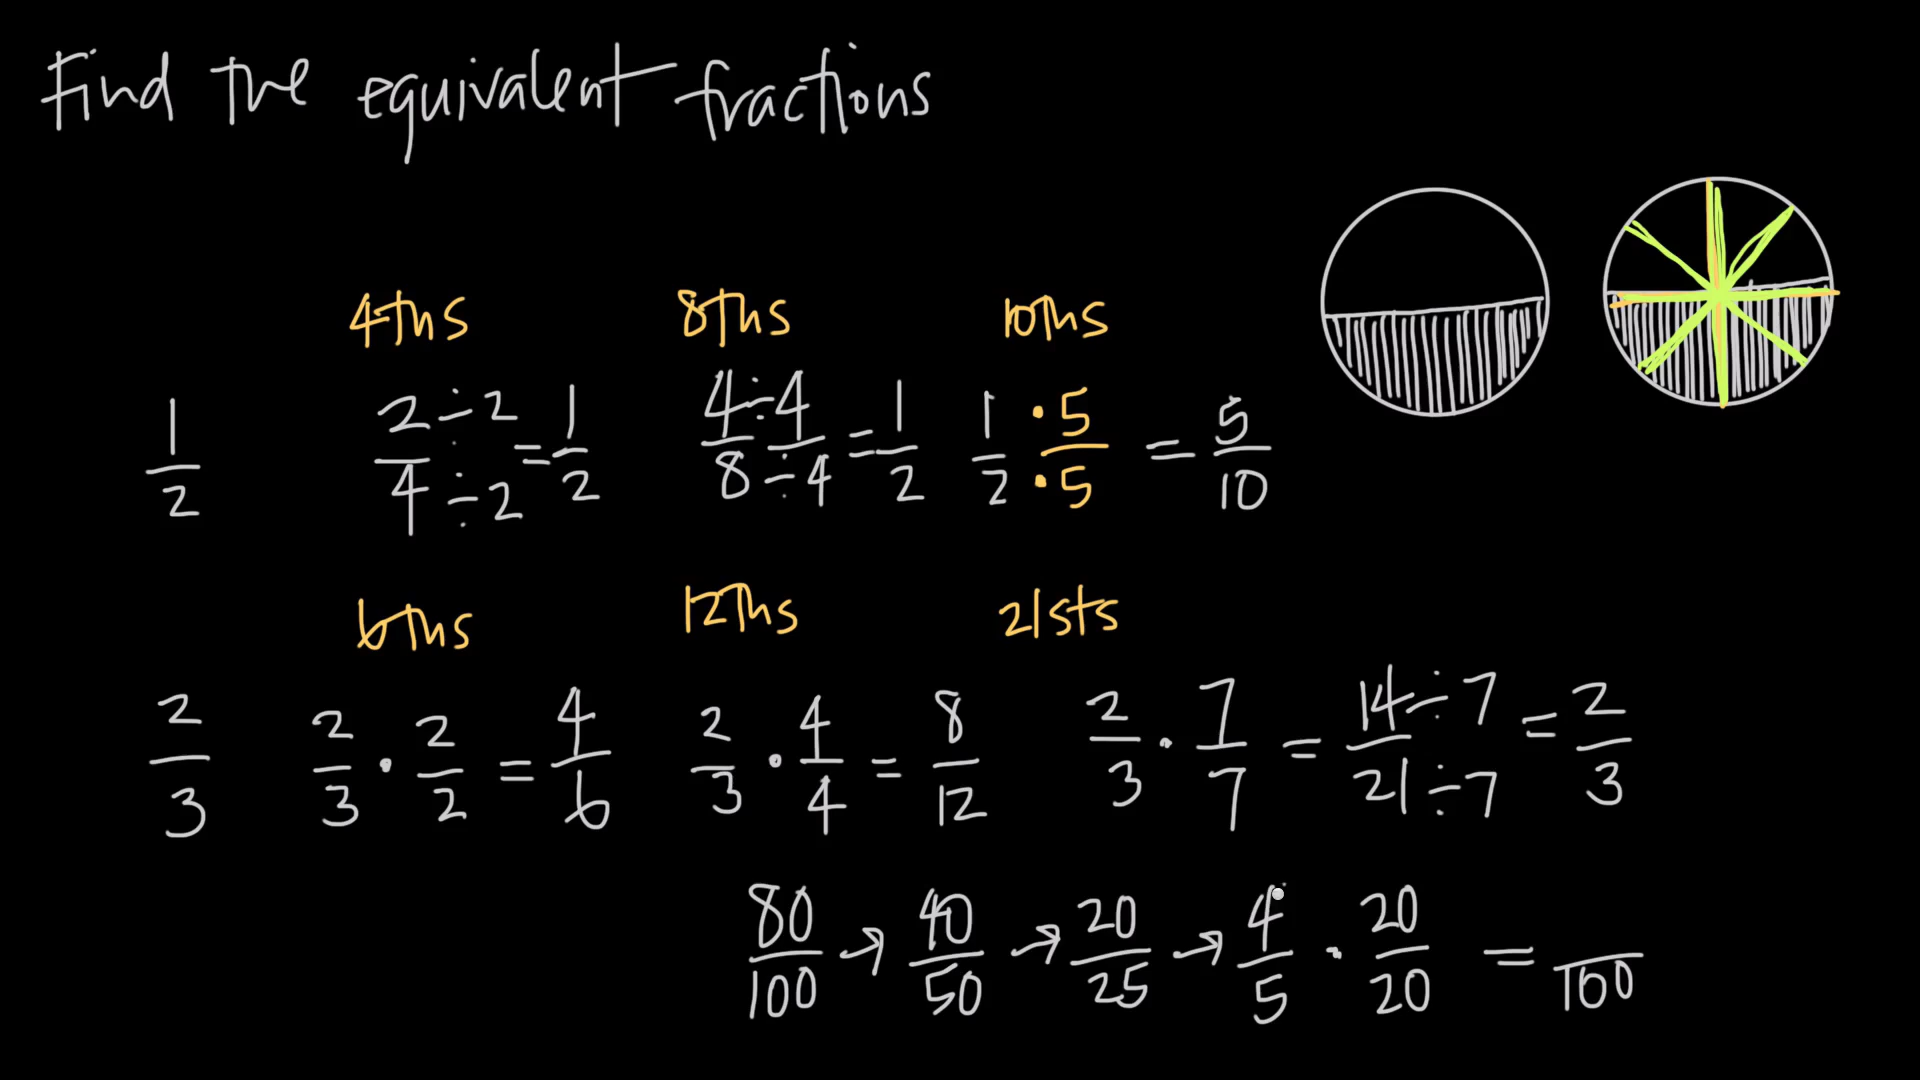 Find the equivalent fractions
4ths 8ths 10ths
1/2 2÷2/4÷2 = 1/2 4÷4/8÷4 = 1/2 1·5/2·5 = 5/10
6ths 12ths 21sts
2/3 2/3 · 2/2 = 4/6 2/3 · 4/4 = 8/12 2/3 · 7/7 = 14÷7/21÷7 = 2/3
80/100 → 40/50 → 20/25 → 4/5 · 20/20 = /100